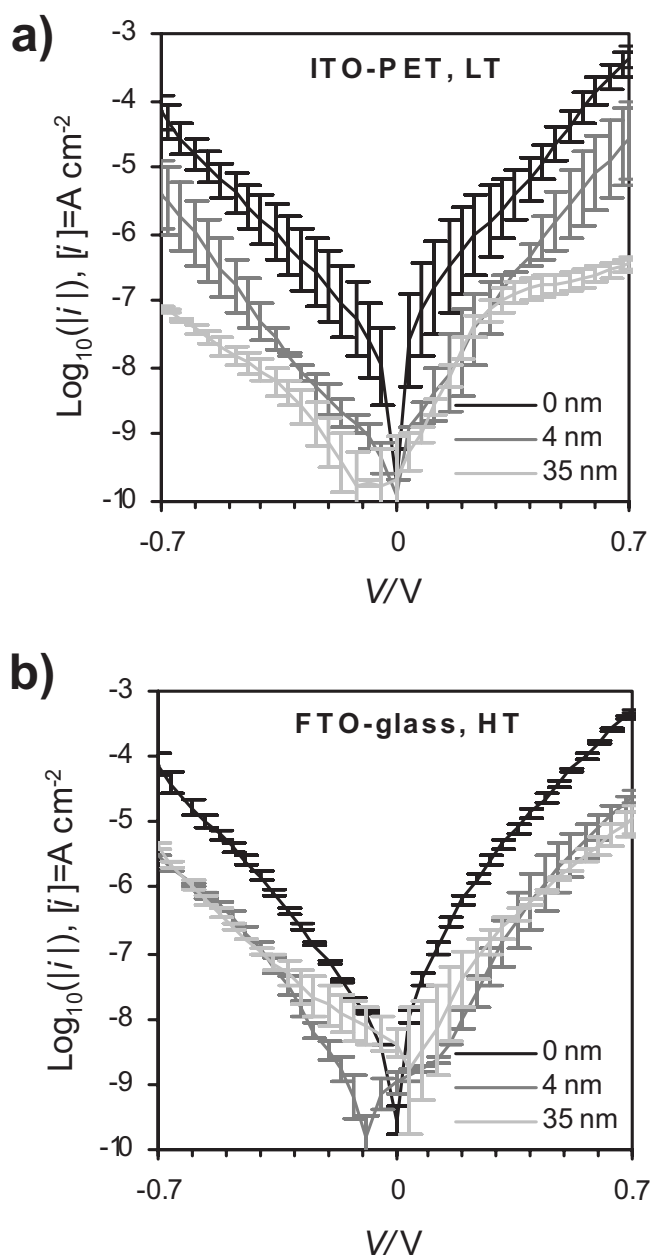 a)
ITO-PET, LT
Log10(|i|), [i]=A cm-2
-3
-4
-5
-6
-7
-8
-9
-10
0 nm
4 nm
35 nm
-0.7 0 0.7
V/V
b)
FTO-glass, HT
Log10(|i|), [i]=A cm-2
-3
-4
-5
-6
-7
-8
-9
-10
0 nm
4 nm
35 nm
-0.7 0 0.7
V/V